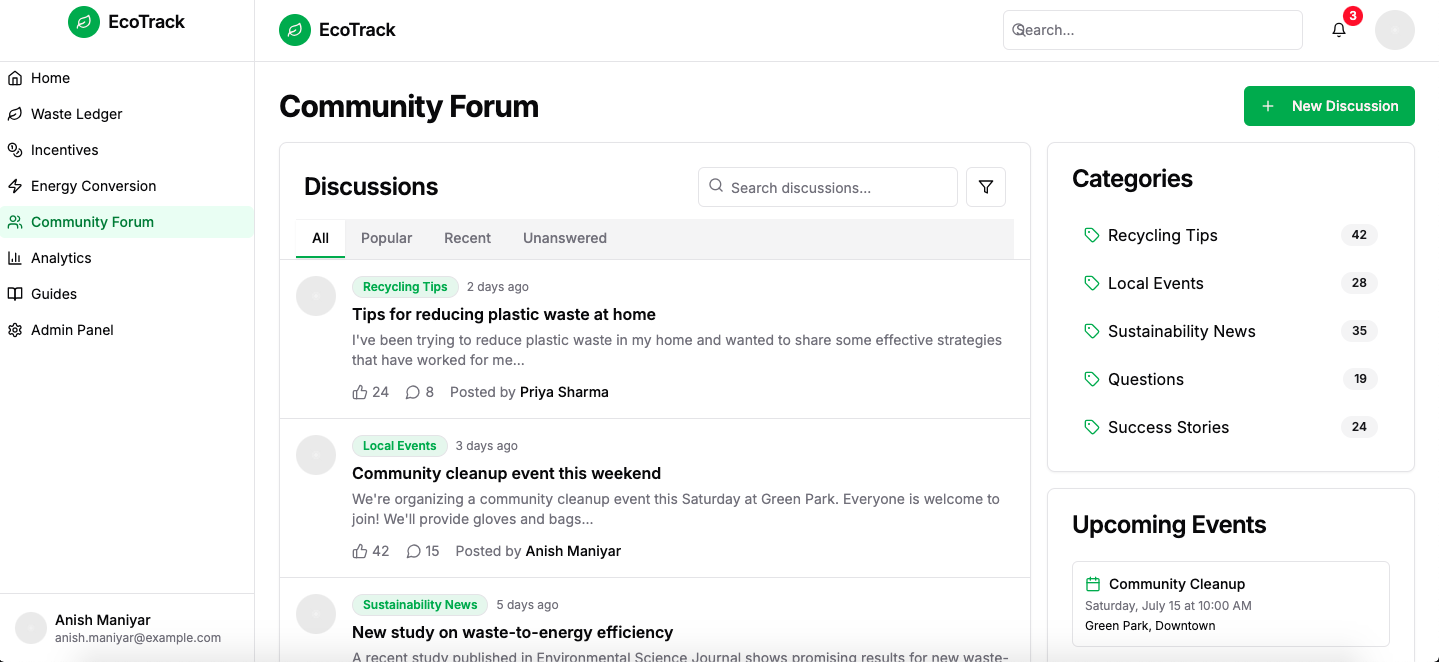 EcoTrack
Home
Waste Ledger
Incentives
Energy Conversion
Community Forum
Analytics
Guides
Admin Panel
Anish Maniyar
anish.maniyar@example.com
EcoTrack
Search...
3
Community Forum
New Discussion
Discussions
Search discussions...
All
Popular
Recent
Unanswered
Recycling Tips 2 days ago
Tips for reducing plastic waste at home
I've been trying to reduce plastic waste in my home and wanted to share some effective strategies
that have worked for me...
24 8 Posted by Priya Sharma
Local Events 3 days ago
Community cleanup event this weekend
We're organizing a community cleanup event this Saturday at Green Park. Everyone is welcome to
join! We'll provide gloves and bags...
42 15 Posted by Anish Maniyar
Sustainability News 5 days ago
New study on waste-to-energy efficiency
A recent study published in Environmental Science Journal shows promising results for new waste-
Categories
Recycling Tips 42
Local Events 28
Sustainability News 35
Questions 19
Success Stories 24
Upcoming Events
Community Cleanup
Saturday, July 15 at 10:00 AM
Green Park, Downtown